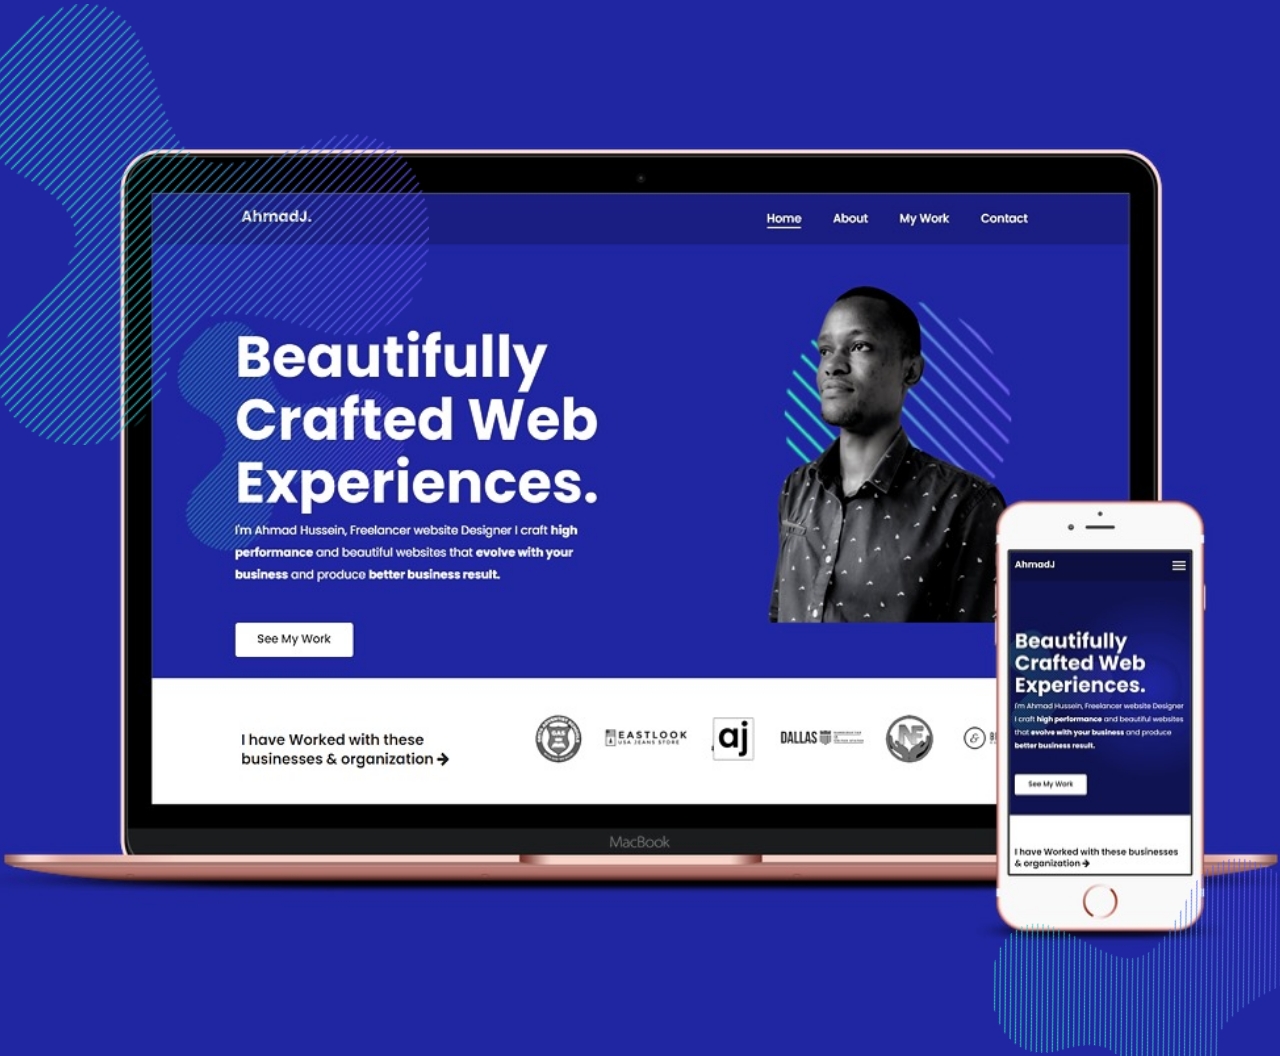 AhmadJ.
Home About My Work Contact
Beautifully
Crafted Web
Experiences.
I'm Ahmad Hussein, Freelancer website Designer I craft high
performance and beautiful websites that evolve with your
business and produce better business result.
See My Work
I have Worked with these
businesses & organization →
EASTLOOK
USA JEANS STORE
aj
DALLAS
NF
&
MacBook
AhmadJ
Beautifully
Crafted Web
Experiences.
I'm Ahmad Hussein, Freelancer website Designer
I craft high performance and beautiful websites
that evolve with your business and produce
better business result.
See My Work
I have Worked with these businesses
& organization →